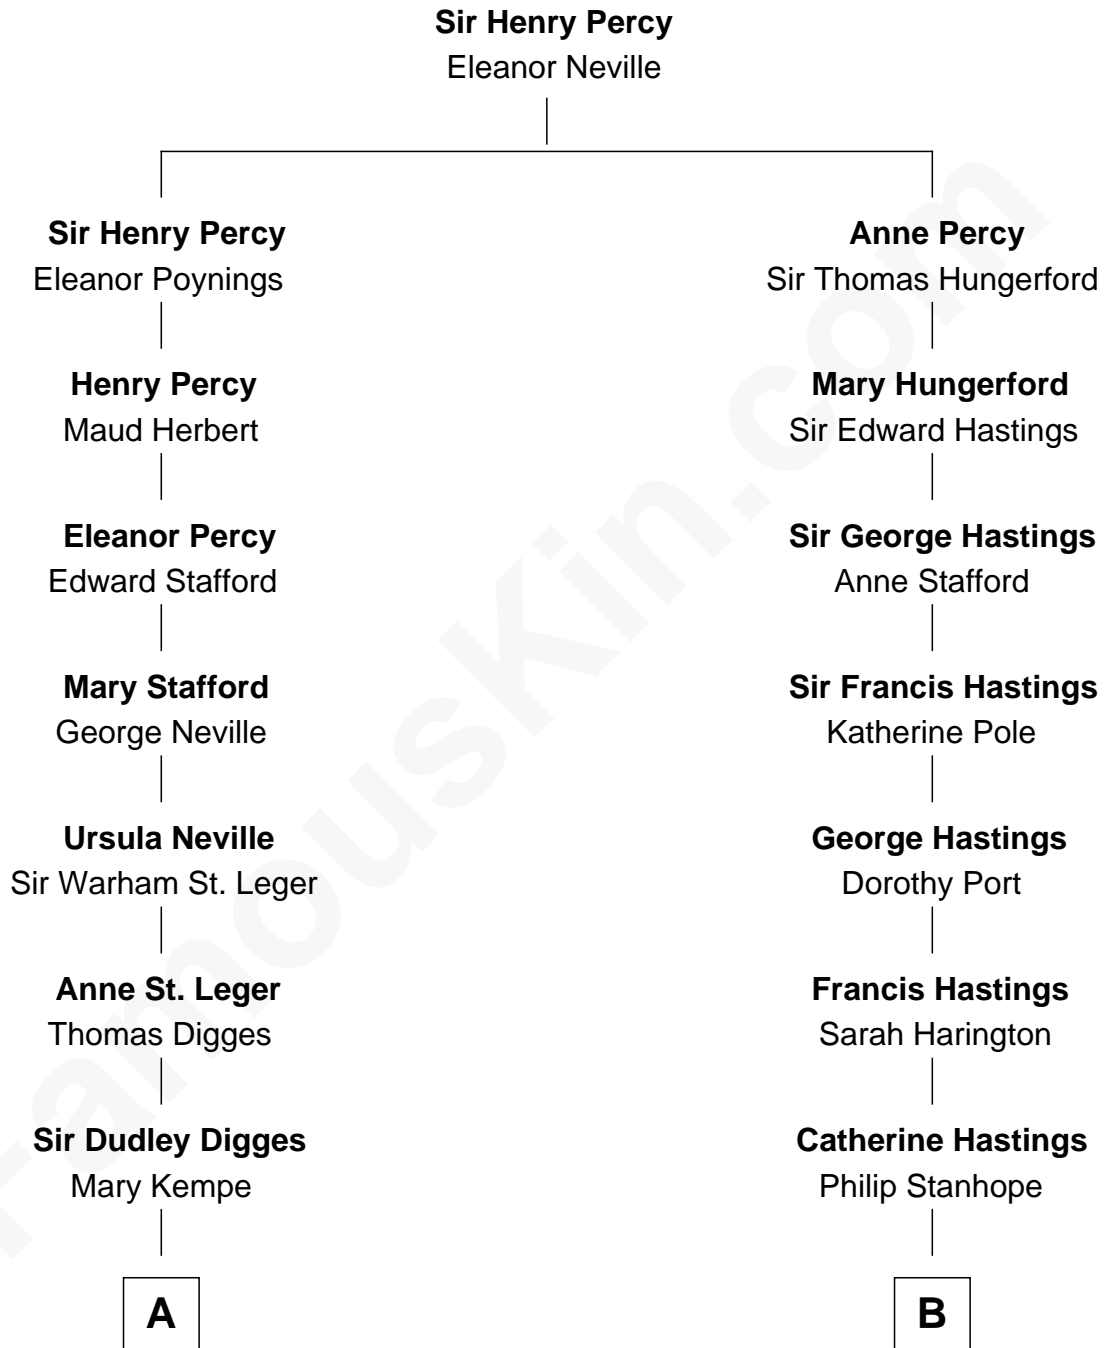 Sir Henry Percy
Eleanor Neville
Sir Henry Percy
Eleanor Poynings
Anne Percy
Sir Thomas Hungerford
Henry Percy
Maud Herbert
Mary Hungerford
Sir Edward Hastings
Eleanor Percy
Edward Stafford
Sir George Hastings
Anne Stafford
Mary Stafford
George Neville
Sir Francis Hastings
Katherine Pole
Ursula Neville
Sir Warham St. Leger
George Hastings
Dorothy Port
Anne St. Leger
Thomas Digges
Francis Hastings
Sarah Harington
Sir Dudley Digges
Mary Kempe
Catherine Hastings
Philip Stanhope
A
B
FamousKin.com